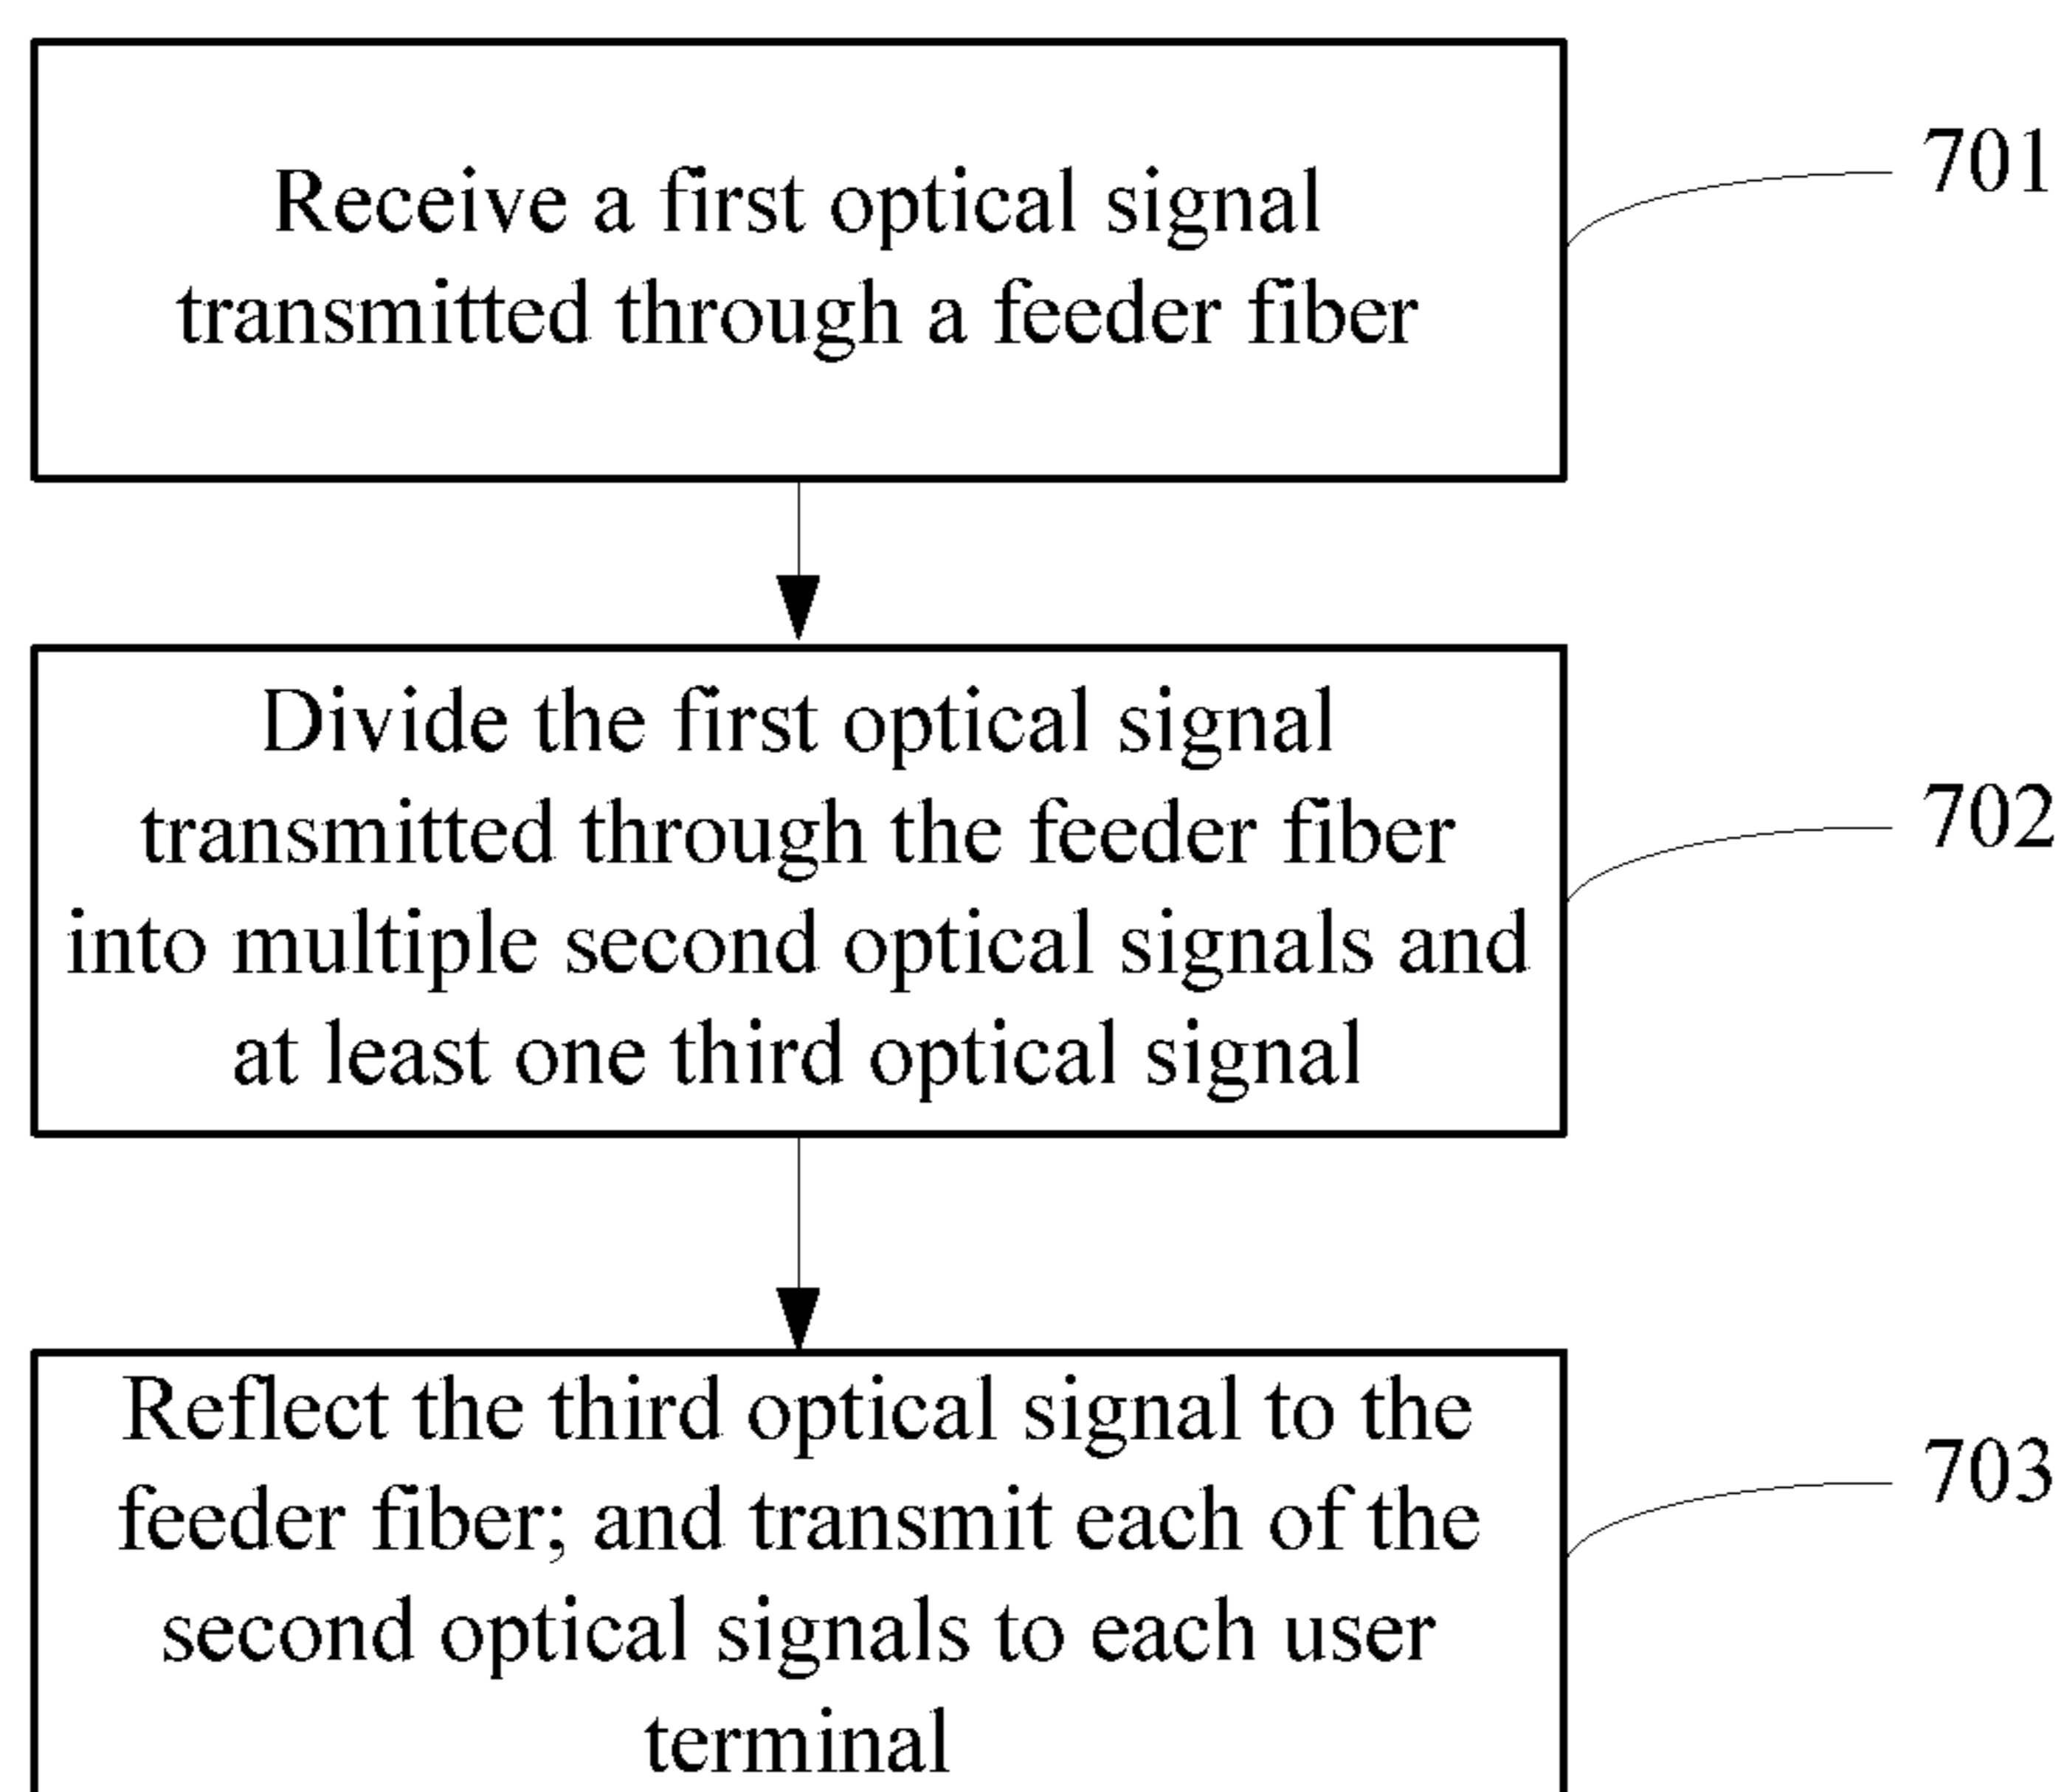 Receive a first optical signal
transmitted through a feeder fiber
701
Divide the first optical signal
transmitted through the feeder fiber
into multiple second optical signals and
at least one third optical signal
702
Reflect the third optical signal to the
feeder fiber; and transmit each of the
second optical signals to each user
terminal
703